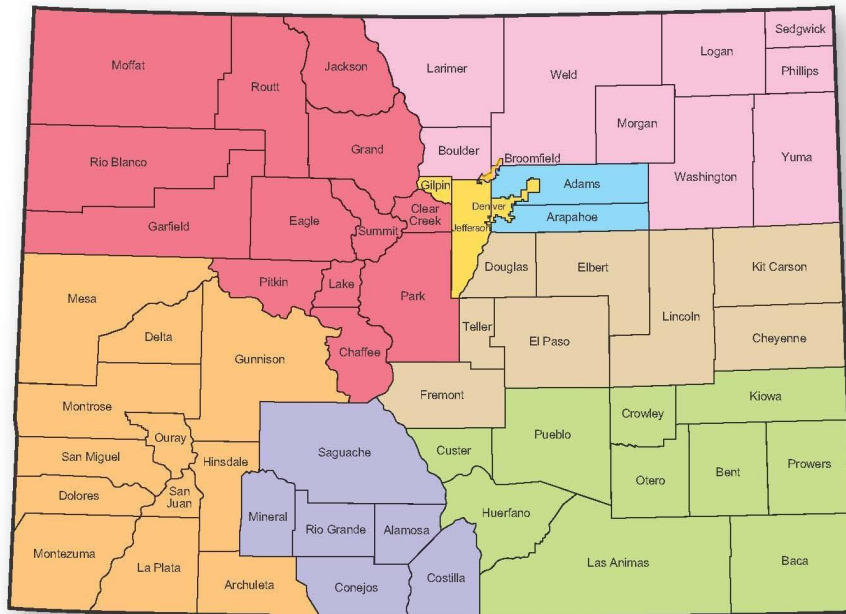 Moffat
Routt
Jackson
Larimer
Weld
Logan
Sedgwick
Phillips
Morgan
Rio Blanco
Grand
Boulder
Broomfield
Washington
Yuma
Gilpin
Adams
Garfield
Eagle
Summit
Clear
Creek
Jefferson
Denver
Arapahoe
Mesa
Pitkin
Lake
Park
Douglas
Elbert
Lincoln
Kit Carson
Delta
Gunnison
Chaffee
Teller
El Paso
Cheyenne
Montrose
Fremont
Crowley
Kiowa
Ouray
San Miguel
Hinsdale
Saguache
Custer
Pueblo
Otero
Bent
Prowers
Dolores
San
Juan
Mineral
Rio Grande
Alamosa
Huerfano
Montezuma
La Plata
Archuleta
Conejos
Costilla
Las Animas
Baca